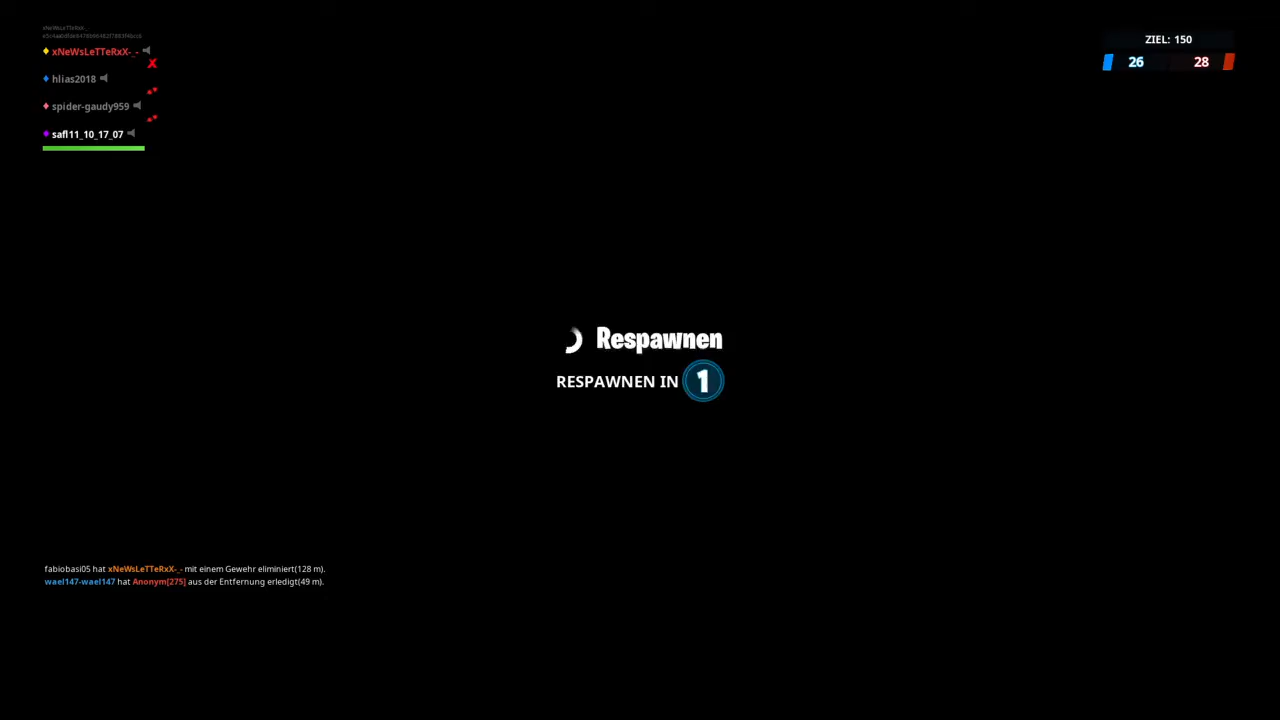 xNeWsLeTTeRxX-_-
xNeWsLeTTeRxX-_-
hlias2018
spider-gaudy959
safl11_10_17_07
ZIEL: 150
26 28
Respawnen
RESPAWNEN IN 1
fabiobasi05 hat xNeWsLeTTeRxX-_- mit einem Gewehr eliminiert(128 m).
wael147-wael147 hat Anonym[275] aus der Entfernung erledigt(49 m).